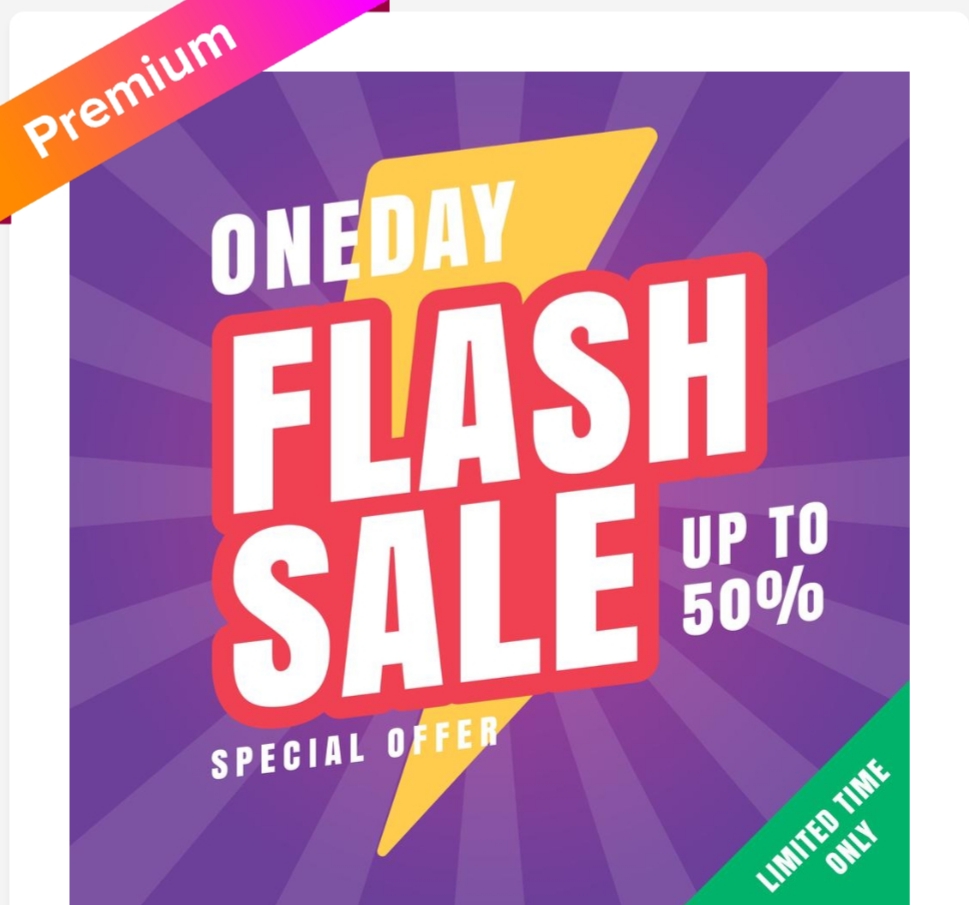 Premium
ONEDAY
FLASH
SALE
UP TO
50%
SPECIAL OFFER
LIMITED TIME
ONLY